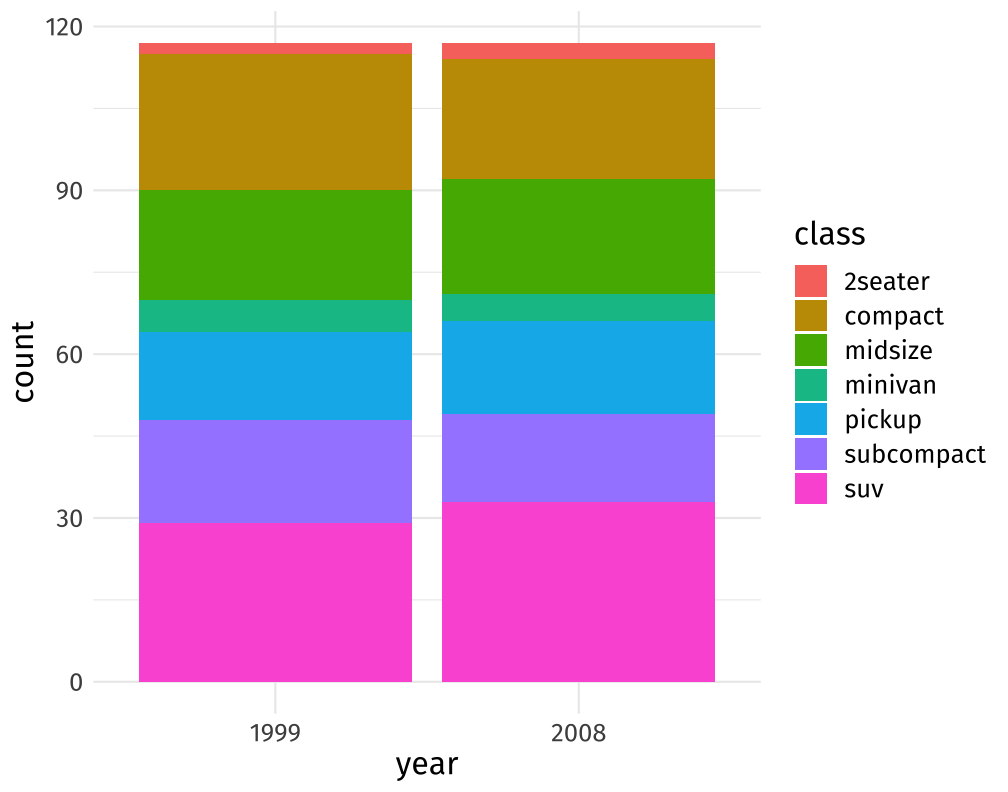 120
90
60
30
0
count
1999
2008
year
class
2seater
compact
midsize
minivan
pickup
subcompact
suv